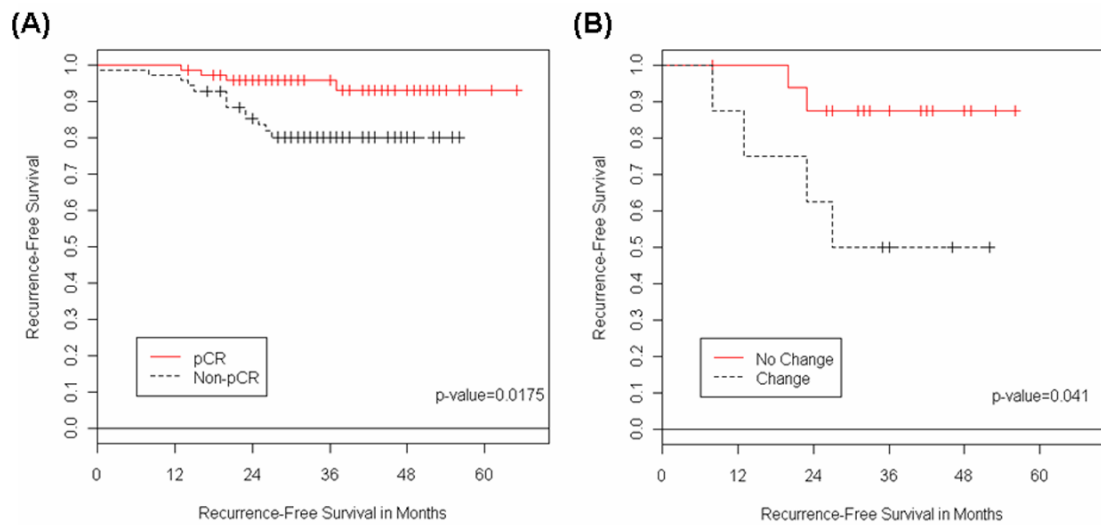 (A)
Recurrence-Free Survival
1.0
0.9
0.8
0.7
0.6
0.5
0.4
0.3
0.2
0.1
0.0
pCR
Non-pCR
p-value=0.0175
0 12 24 36 48 60
Recurrence-Free Survival in Months
(B)
Recurrence-Free Survival
1.0
0.9
0.8
0.7
0.6
0.5
0.4
0.3
0.2
0.1
0.0
No Change
Change
p-value=0.041
0 12 24 36 48 60
Recurrence-Free Survival in Months